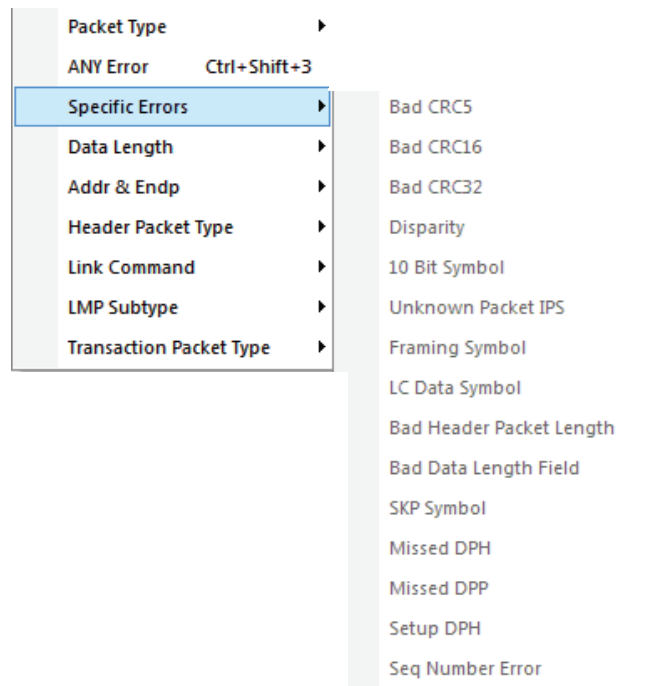 Packet Type
ANY Error Ctrl+Shift+3
Specific Errors
Data Length
Addr & Endp
Header Packet Type
Link Command
LMP Subtype
Transaction Packet Type
Bad CRC5
Bad CRC16
Bad CRC32
Disparity
10 Bit Symbol
Unknown Packet IPS
Framing Symbol
LC Data Symbol
Bad Header Packet Length
Bad Data Length Field
SKP Symbol
Missed DPH
Missed DPP
Setup DPH
Seq Number Error